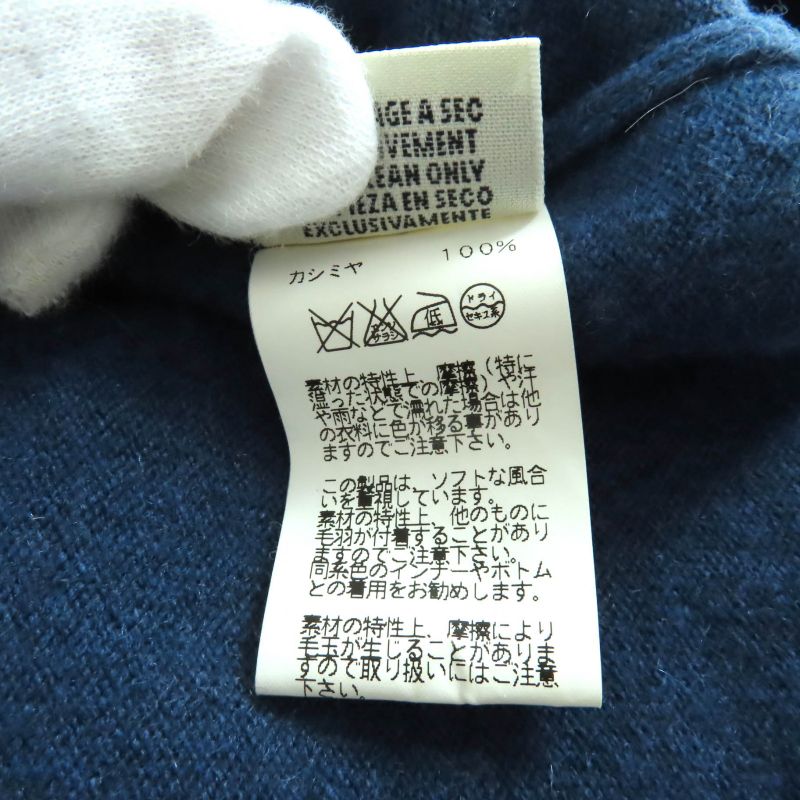 AGE A SEC
VEMENT
CLEAN ONLY
PIEZA EN SECO
EXCLUSIVAMENTE
カシミヤ 100%
エンソサラシ 低 ドライ セキユ系
素材の特性上、摩擦(特に
湿った状態での摩擦)や汗
や雨などで濡れた場合は他
の衣料に色が移る事があり
ますのでご注意下さい。
この製品は、ソフトな風合
いを重視しています。
素材の特性上、他のものに
毛羽が付着することがあり
ますのでご注意下さい。
同系色のインナーやボトム
との着用をお勧めします。
素材の特性上、摩擦により
毛玉が生じることがありま
すので取り扱いにはご注意
下さい。